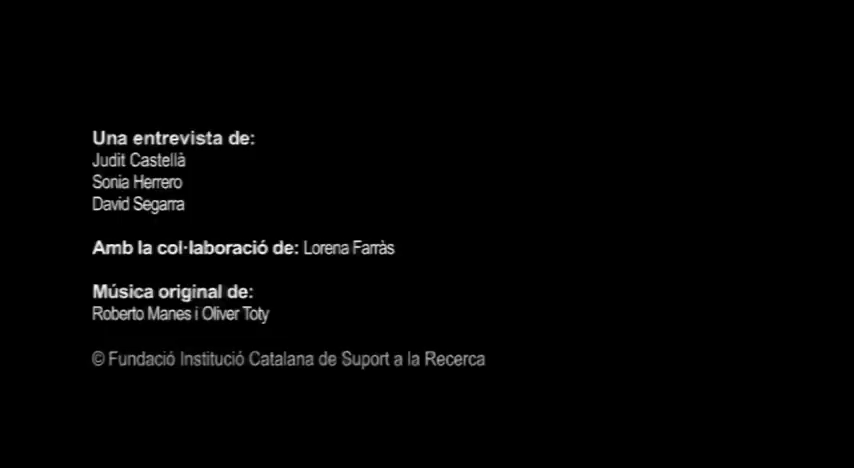 Una entrevista de:
Judit Castellà
Sonia Herrero
David Segarra
Amb la col·laboració de: Lorena Farràs
Música original de:
Roberto Manes i Oliver Toty
© Fundació Institució Catalana de Suport a la Recerca